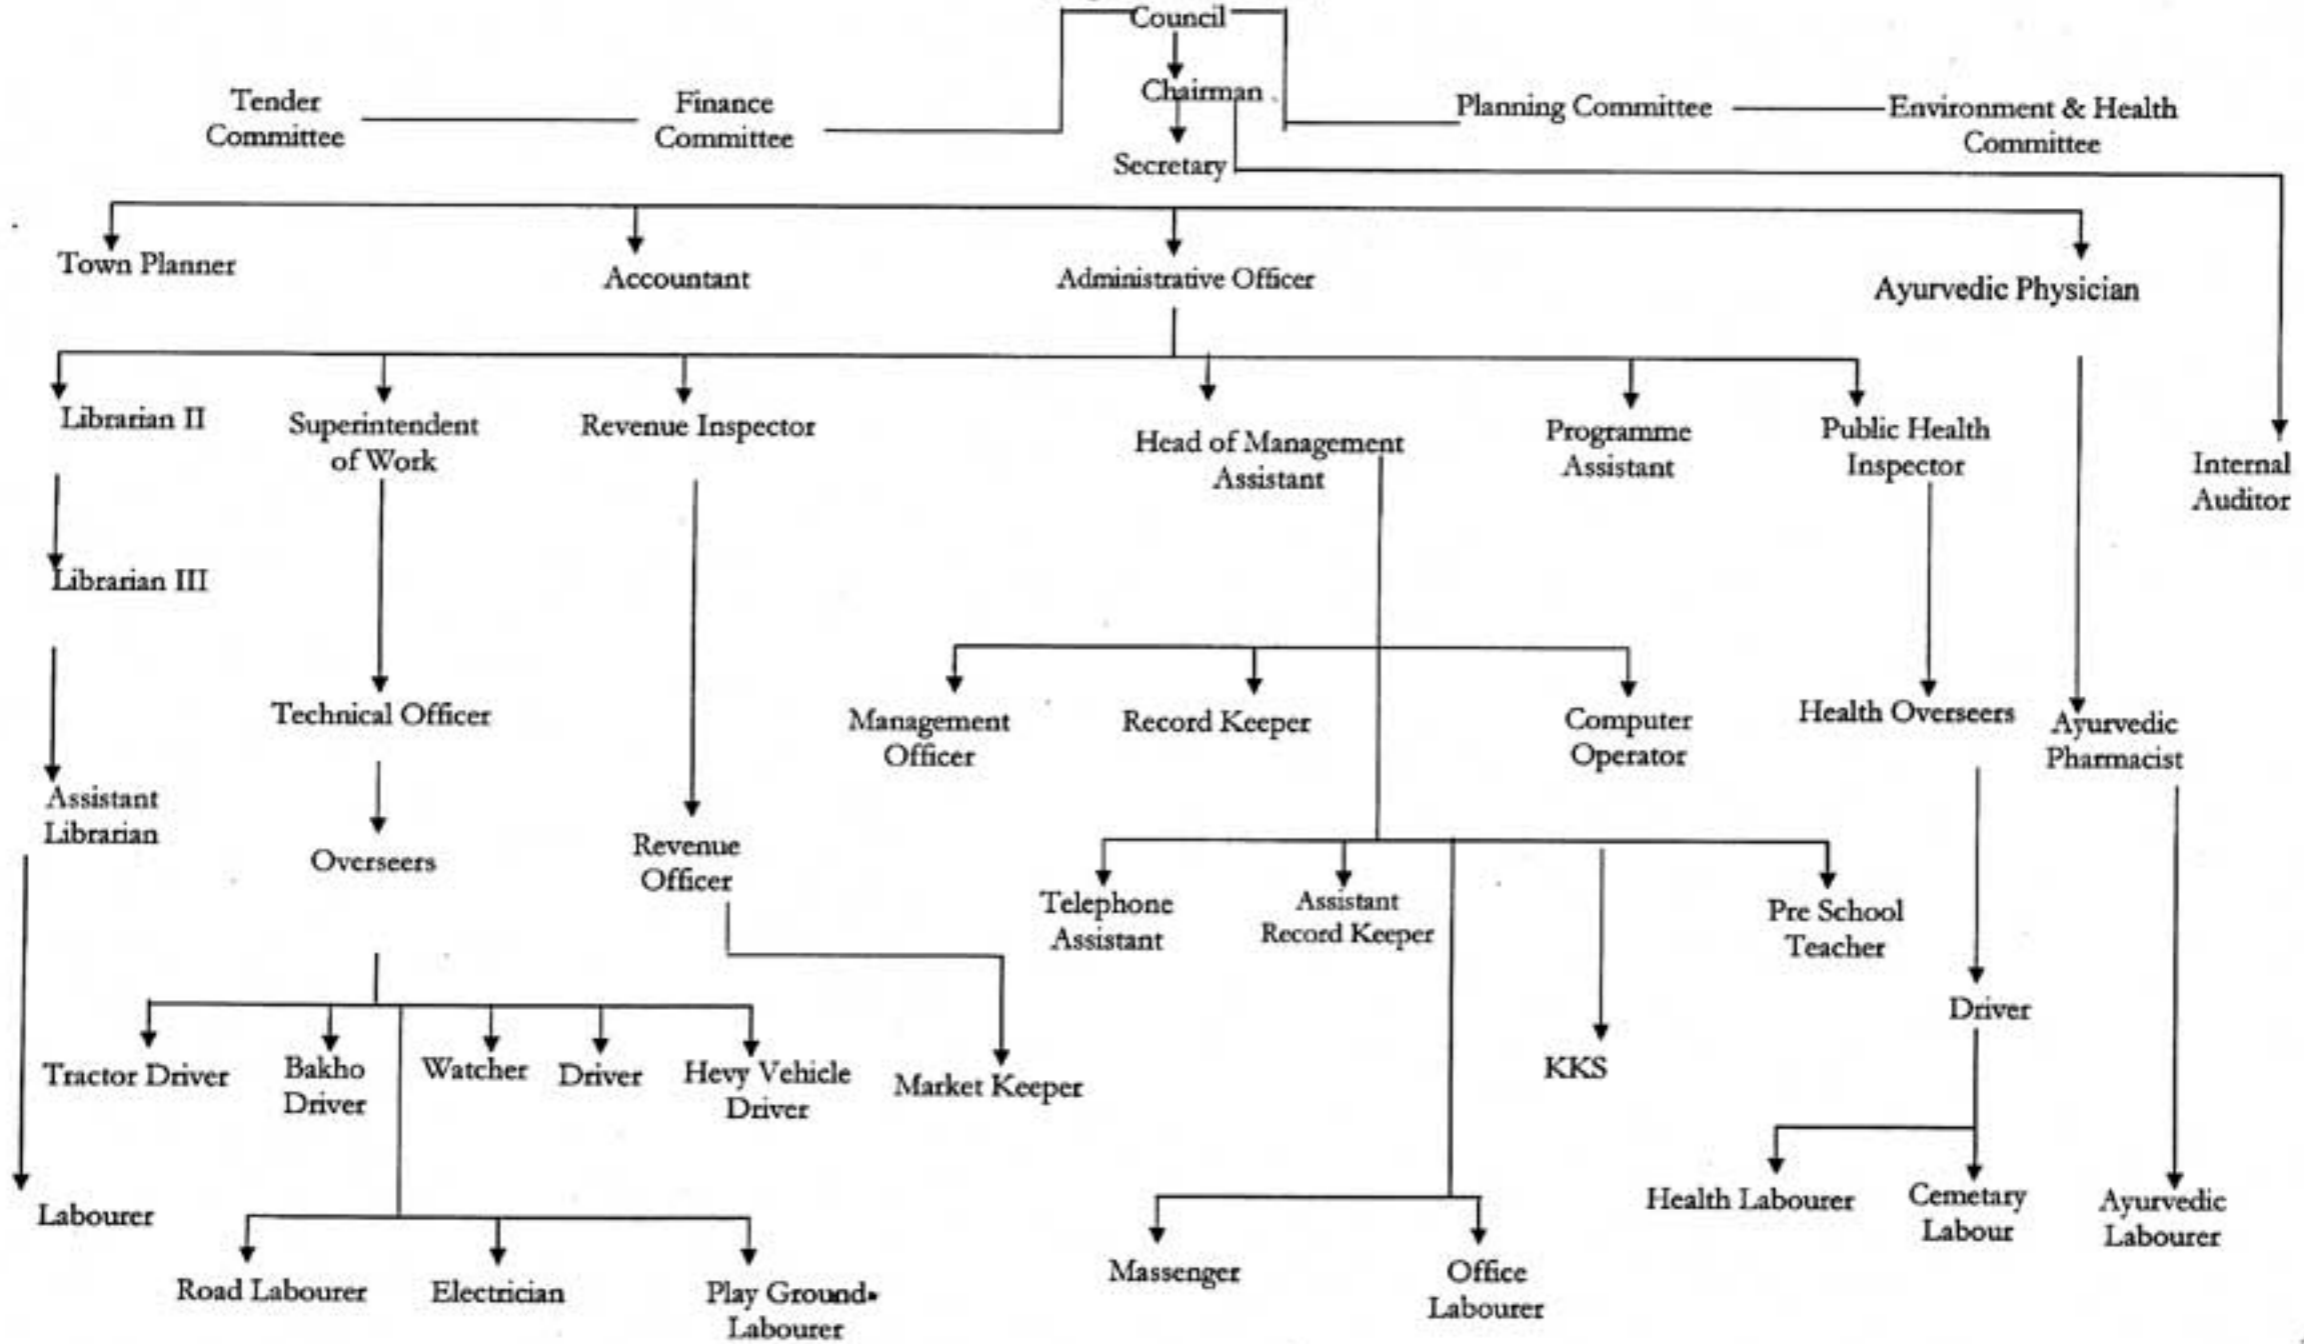 Council
Chairman
Secretary
Tender
Committee
Finance
Committee
Planning Committee
Environment & Health
Committee
Town Planner
Accountant
Administrative Officer
Ayurvedic Physician
Librarian II
Superintendent
of Work
Revenue Inspector
Head of Management
Assistant
Programme
Assistant
Public Health
Inspector
Internal
Auditor
Librarian III
Technical Officer
Management
Officer
Record Keeper
Computer
Operator
Health Overseers
Ayurvedic
Pharmacist
Assistant
Librarian
Overseers
Revenue
Officer
Telephone
Assistant
Assistant
Record Keeper
Pre School
Teacher
Driver
Tractor Driver
Bakho
Driver
Watcher
Driver
Hevy Vehicle
Driver
Market Keeper
KKS
Labourer
Health Labourer
Cemetary
Labour
Ayurvedic
Labourer
Road Labourer
Electrician
Play Ground
Labourer
Massenger
Office
Labourer